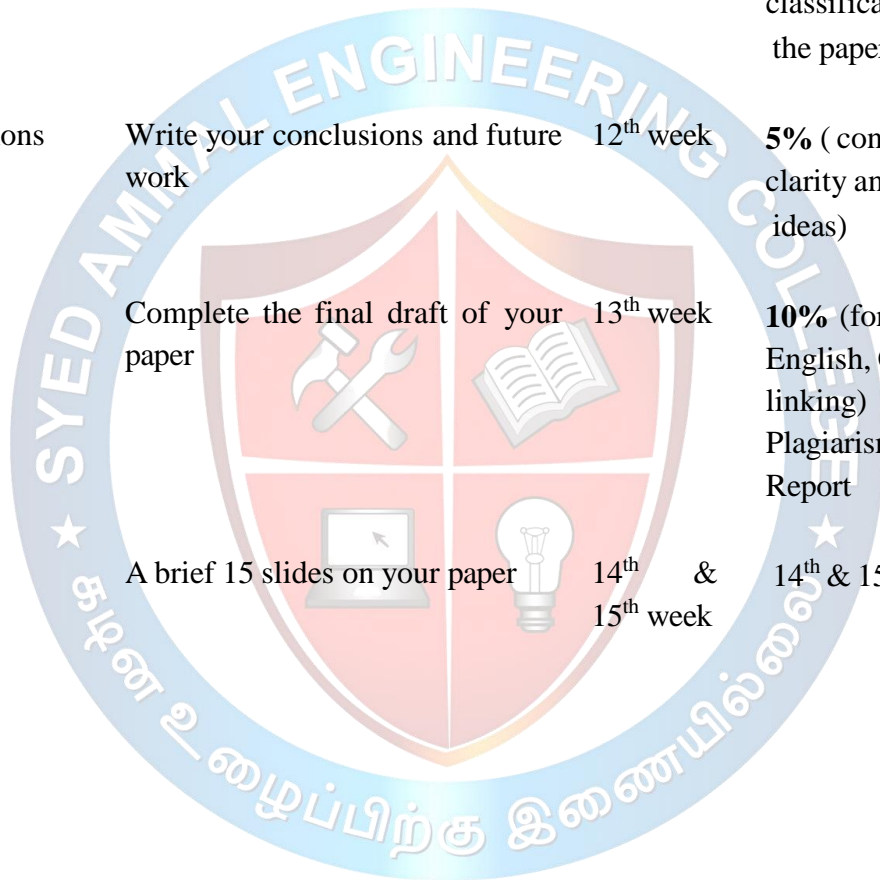 classifica
the paper
ons Write your conclusions and future 12th week 5% ( con
work clarity an
ideas)
Complete the final draft of your 13th week 10% (for
paper English,
linking)
Plagiaris
Report
A brief 15 slides on your paper 14th & 14th & 15
15th week
SYED AMMAL ENGINEERING COLLEGE
கடின உழைப்பிற்கு இணையில்லை